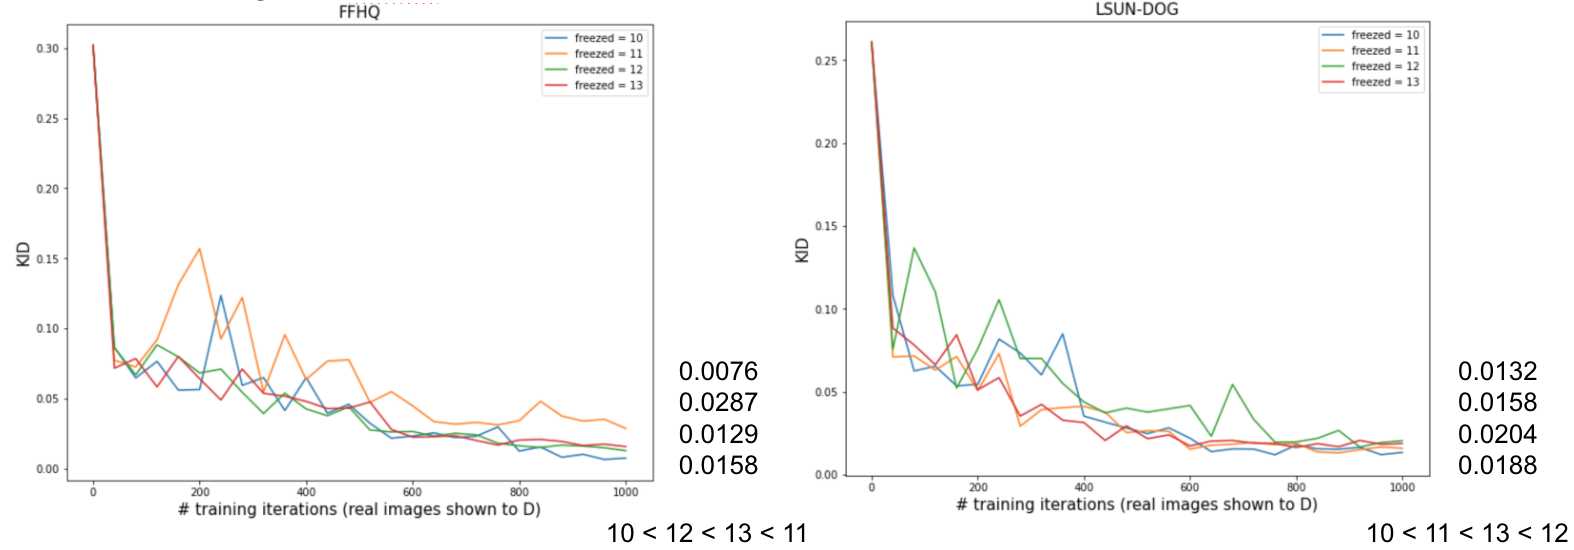 FFHQ
freezed = 10
freezed = 11
freezed = 12
freezed = 13
0.30
0.25
0.20
0.15
0.10
0.05
0.00
KID
0
200
400
600
800
1000
# training iterations (real images shown to D)
0.0076
0.0287
0.0129
0.0158
10 < 12 < 13 < 11
LSUN-DOG
freezed = 10
freezed = 11
freezed = 12
freezed = 13
0.25
0.20
0.15
0.10
0.05
0.00
KID
0
200
400
600
800
1000
# training iterations (real images shown to D)
0.0132
0.0158
0.0204
0.0188
10 < 11 < 13 < 12